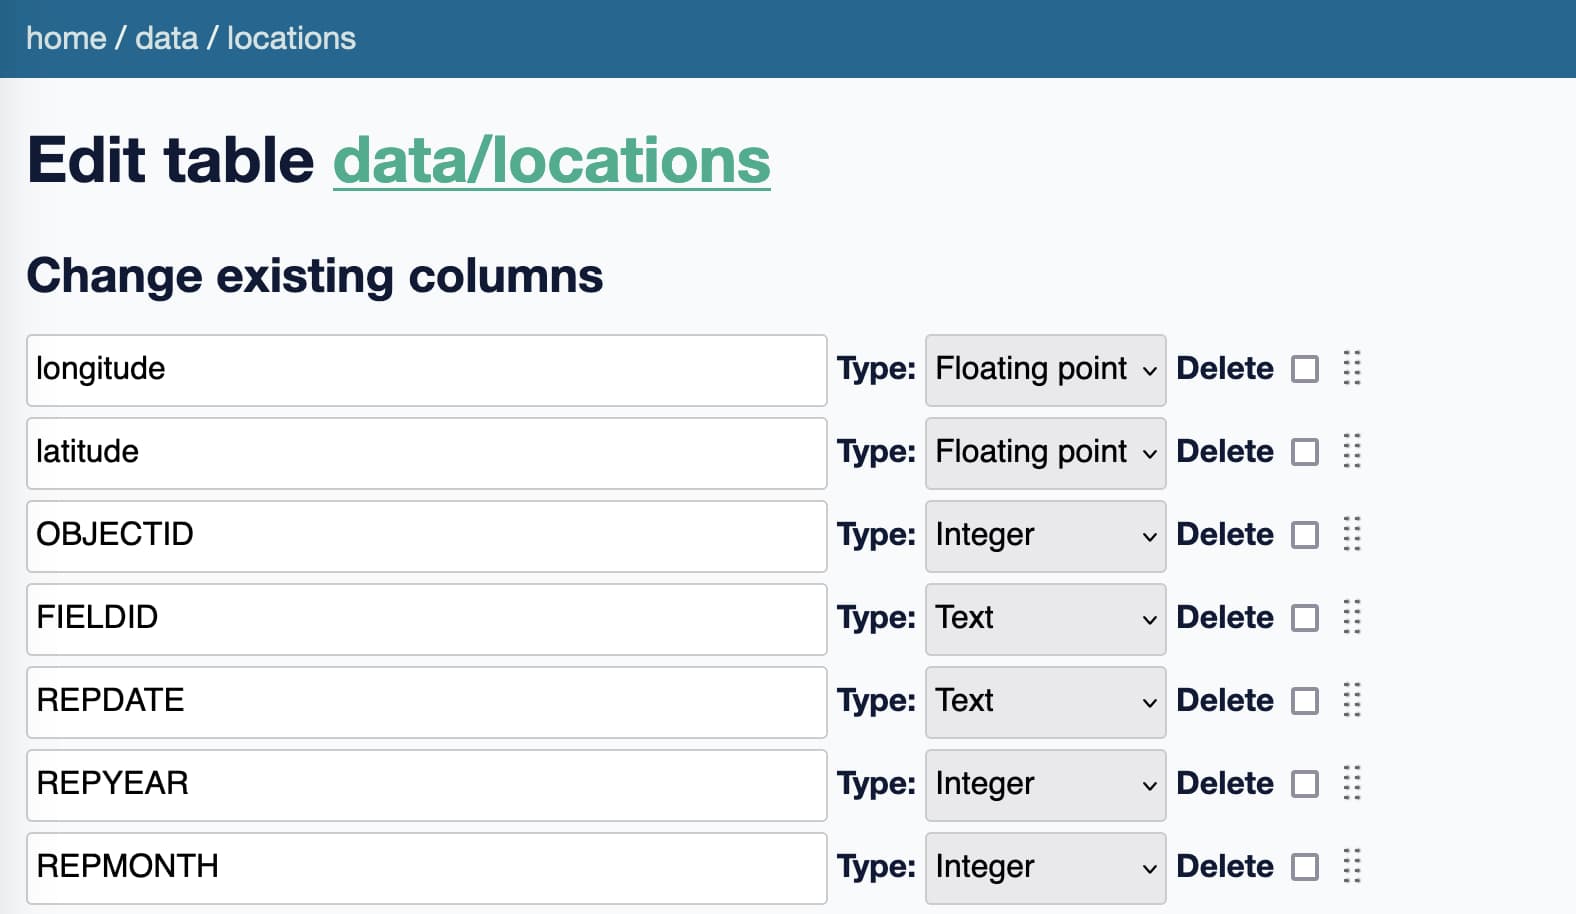 home / data / locations
Edit table data/locations
Change existing columns
longitude Type: Floating point Delete
latitude Type: Floating point Delete
OBJECTID Type: Integer Delete
FIELDID Type: Text Delete
REPDATE Type: Text Delete
REPYEAR Type: Integer Delete
REPMONTH Type: Integer Delete